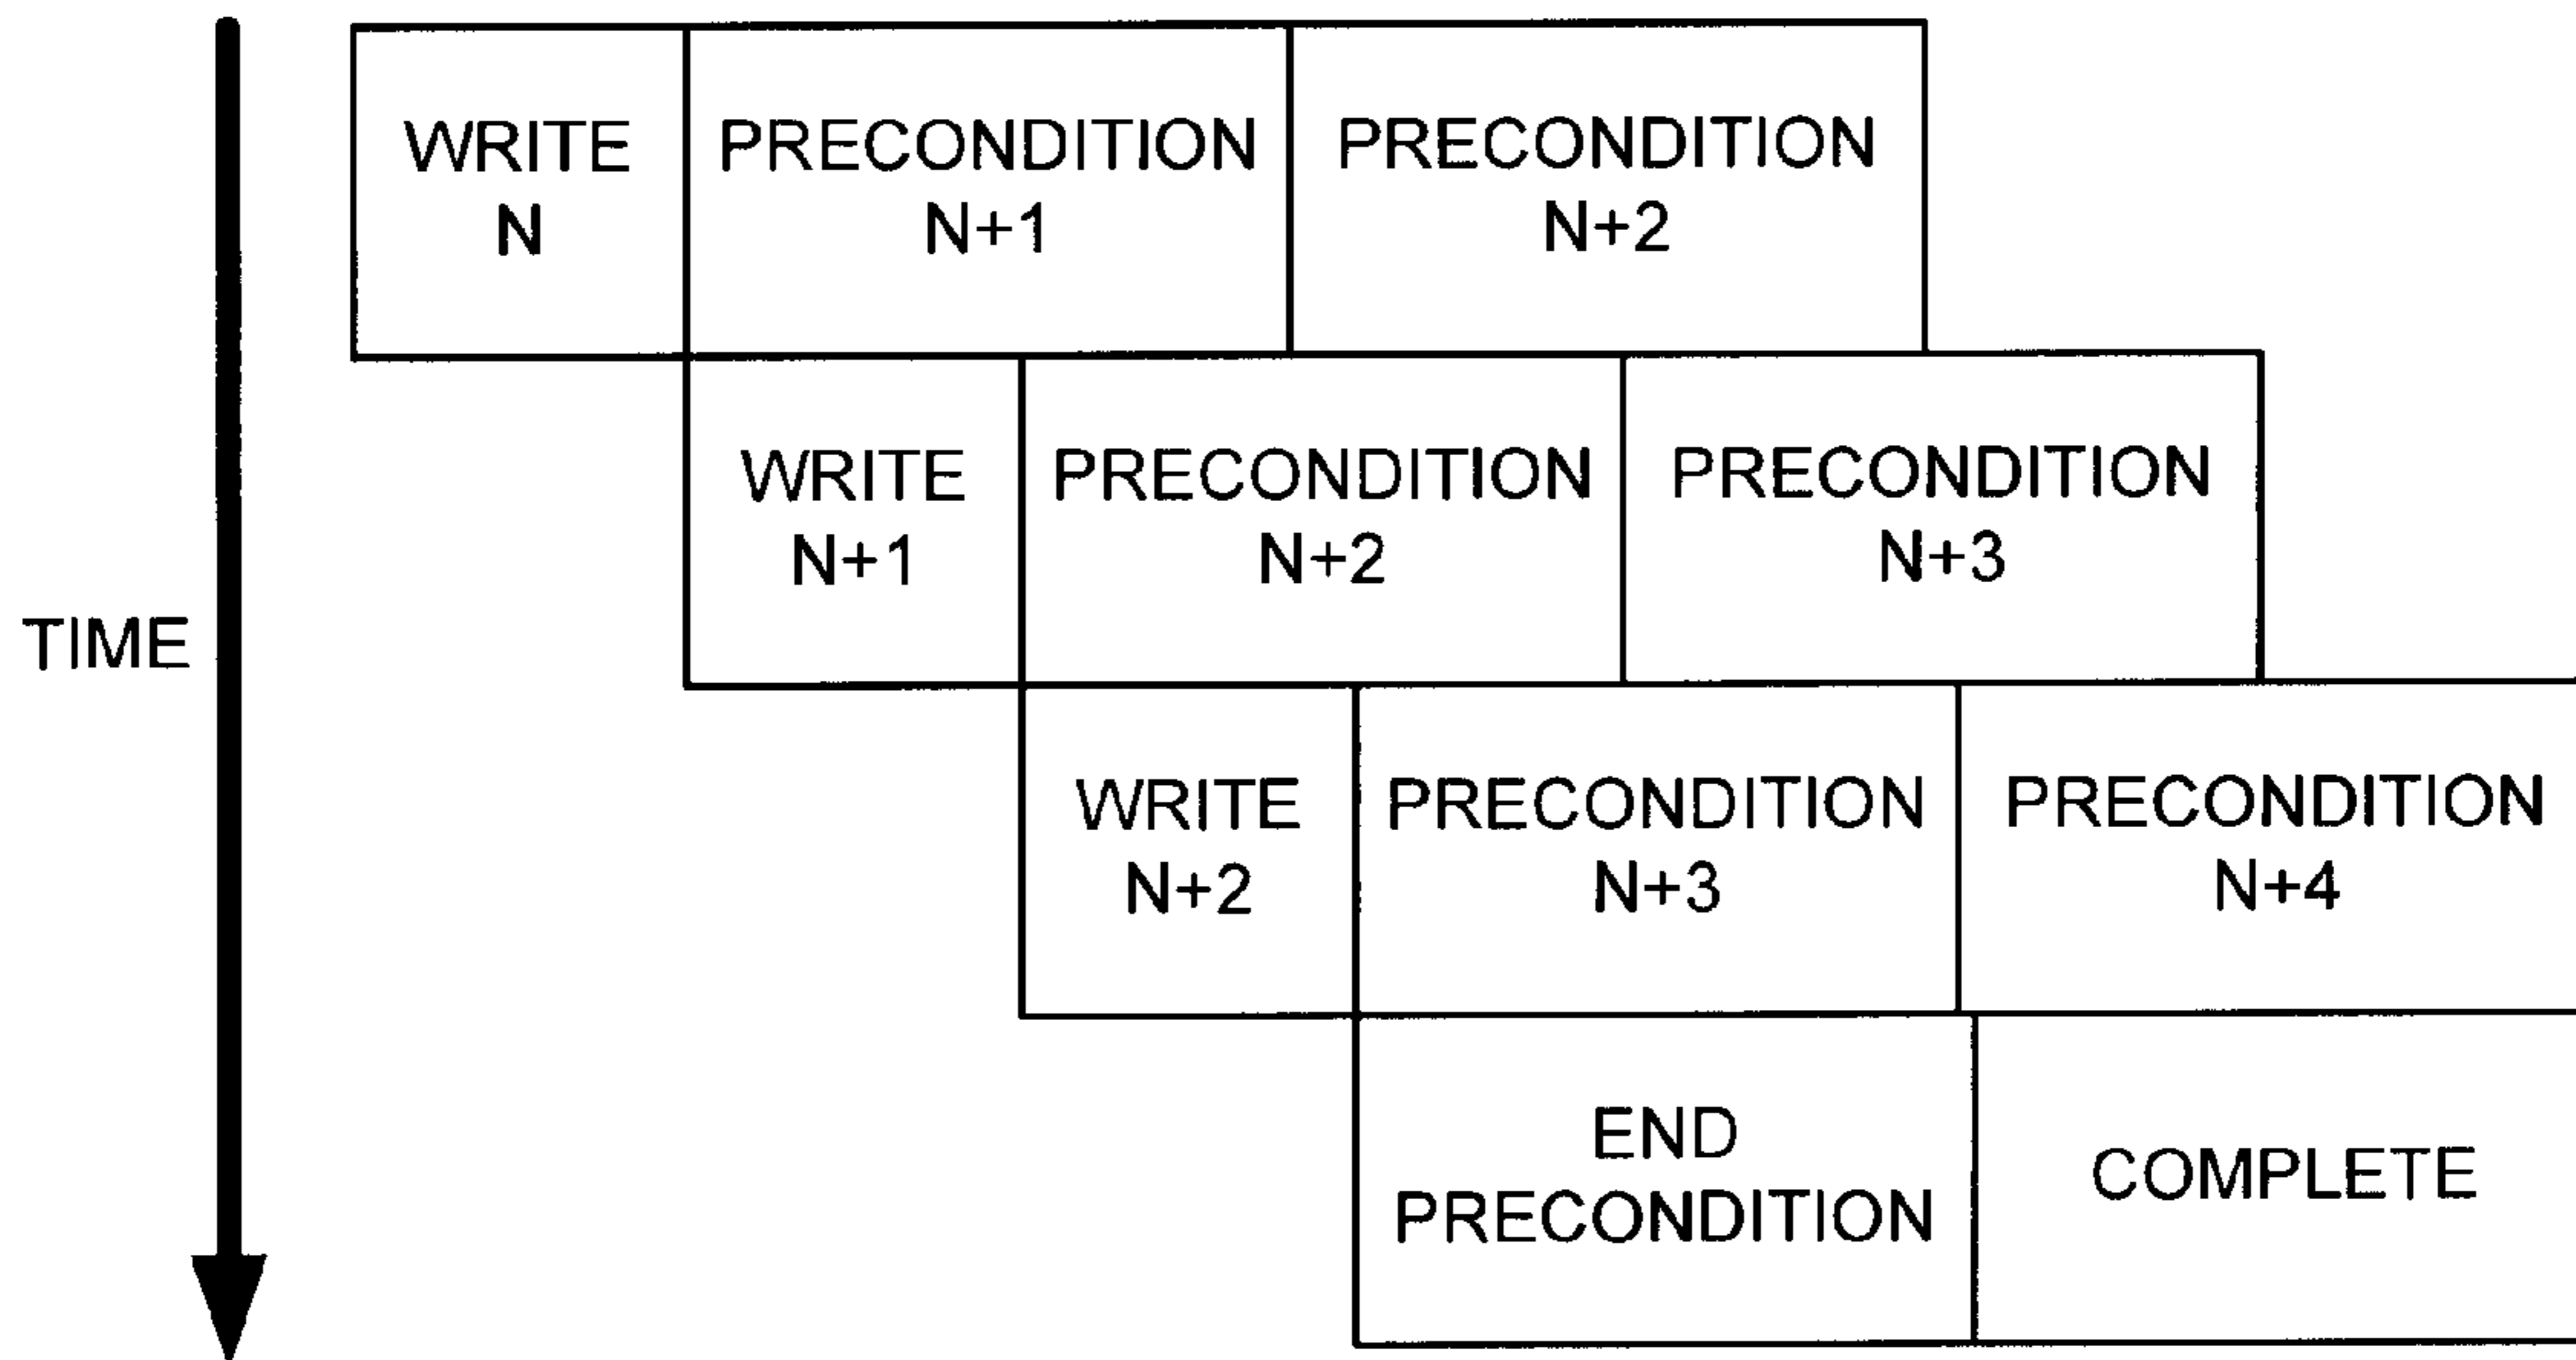 WRITE
N
PRECONDITION
N+1
PRECONDITION
N+2
WRITE
N+1
PRECONDITION
N+2
PRECONDITION
N+3
TIME
WRITE
N+2
PRECONDITION
N+3
PRECONDITION
N+4
END
PRECONDITION
COMPLETE